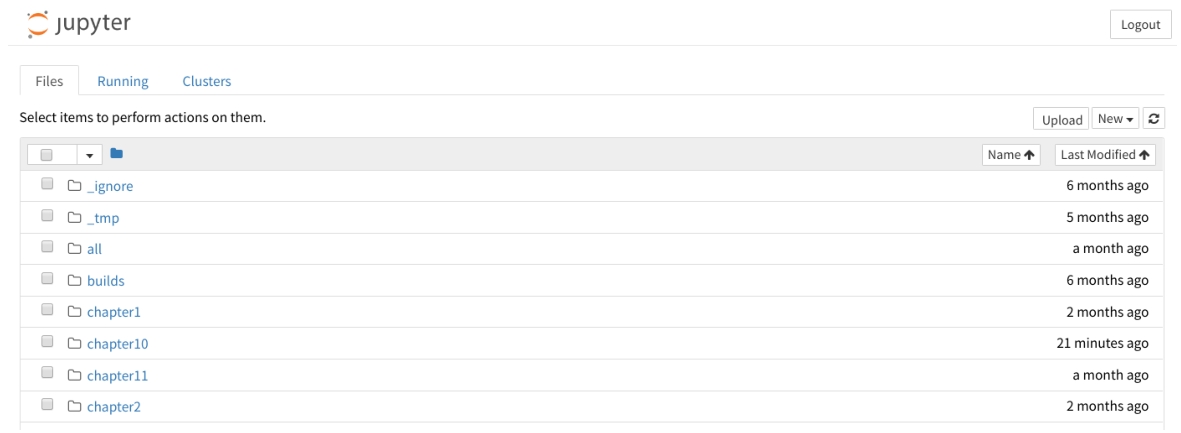 jupyter Logout
Files Running Clusters
Select items to perform actions on them. Upload New
Name Last Modified
_ignore 6 months ago
_tmp 5 months ago
all a month ago
builds 6 months ago
chapter1 2 months ago
chapter10 21 minutes ago
chapter11 a month ago
chapter2 2 months ago